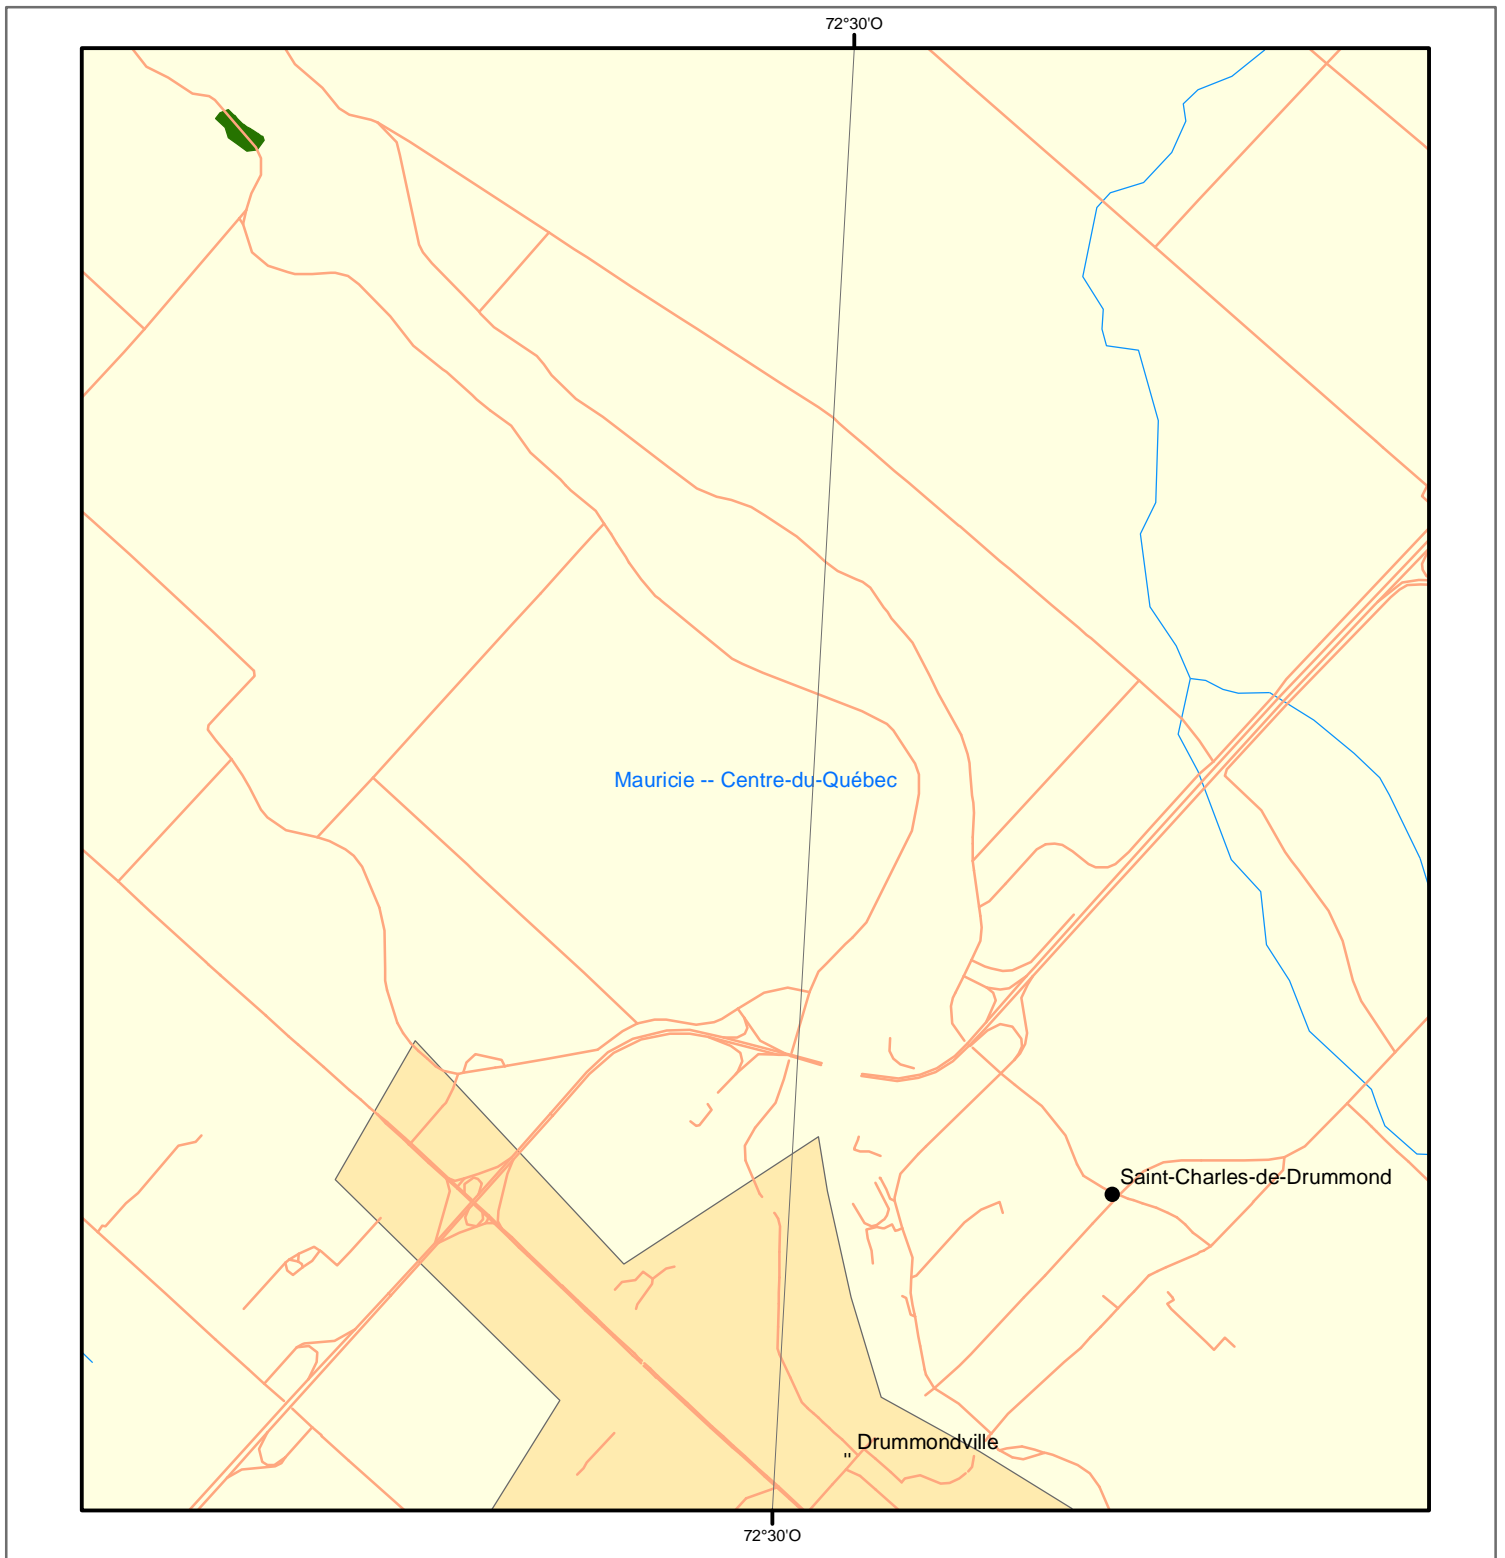 72°30'O
Mauricie -- Centre-du-Québec
Saint-Charles-de-Drummond
Drummondville
"
72°30'O